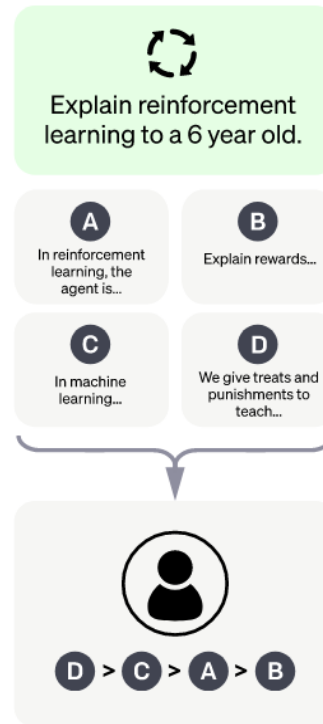 Explain reinforcement
learning to a 6 year old.
A
In reinforcement
learning, the
agent is...
B
Explain rewards...
C
In machine
learning...
D
We give treats and
punishments to
teach...
D > C > A > B